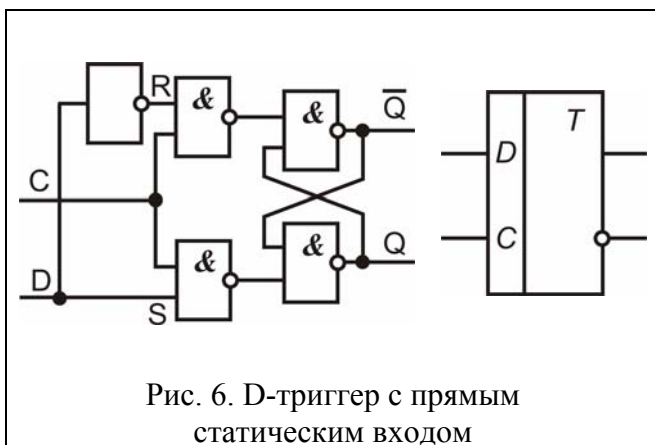 R & & Q̅ T
D
C
& & Q C
D S
Рис. 6. D-триггер с прямым
статическим входом